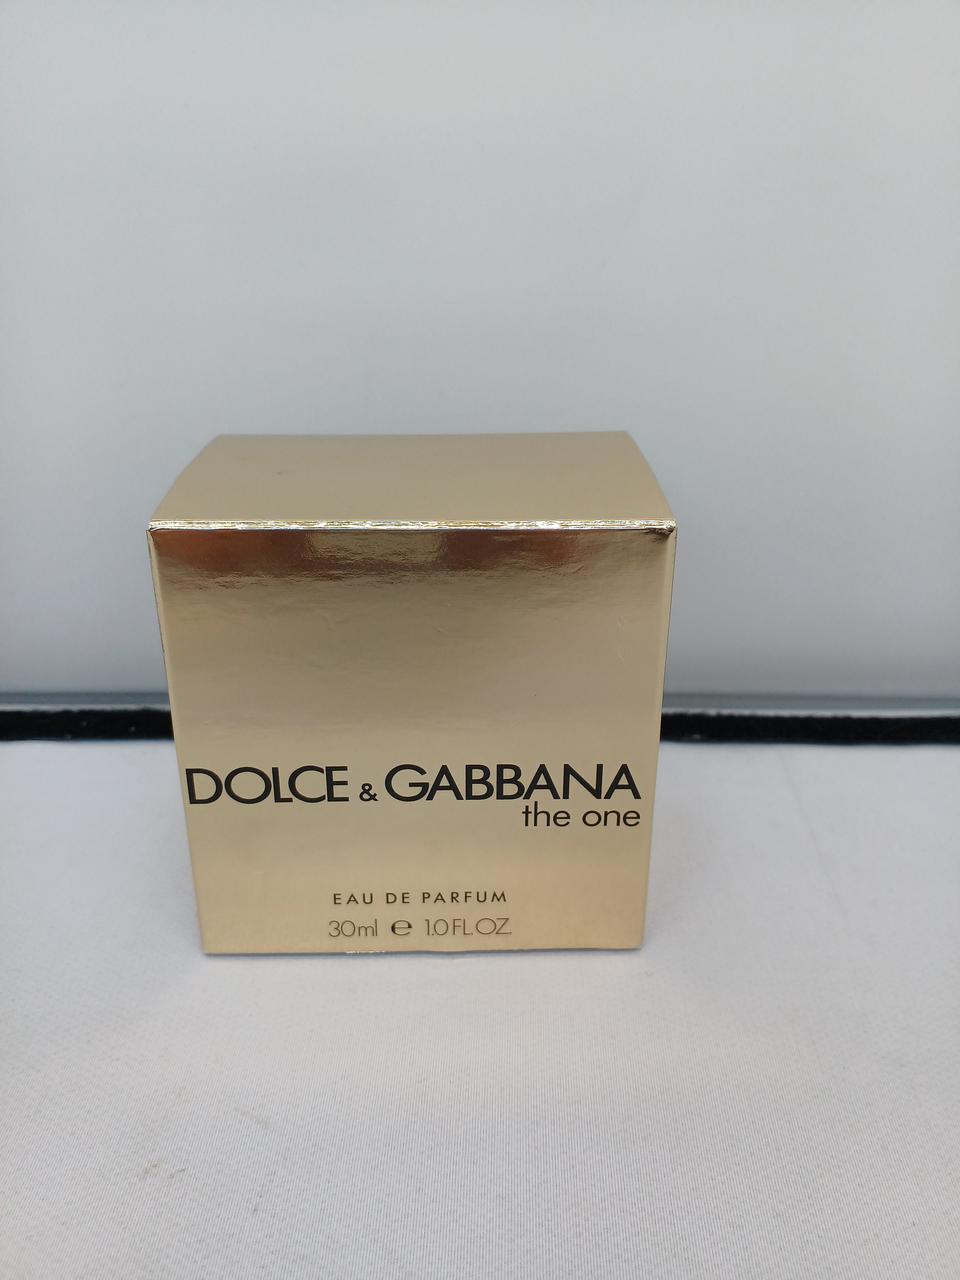 DOLCE & GABBANA
the one
EAU DE PARFUM
30ml ℮ 1.0 FL.OZ.